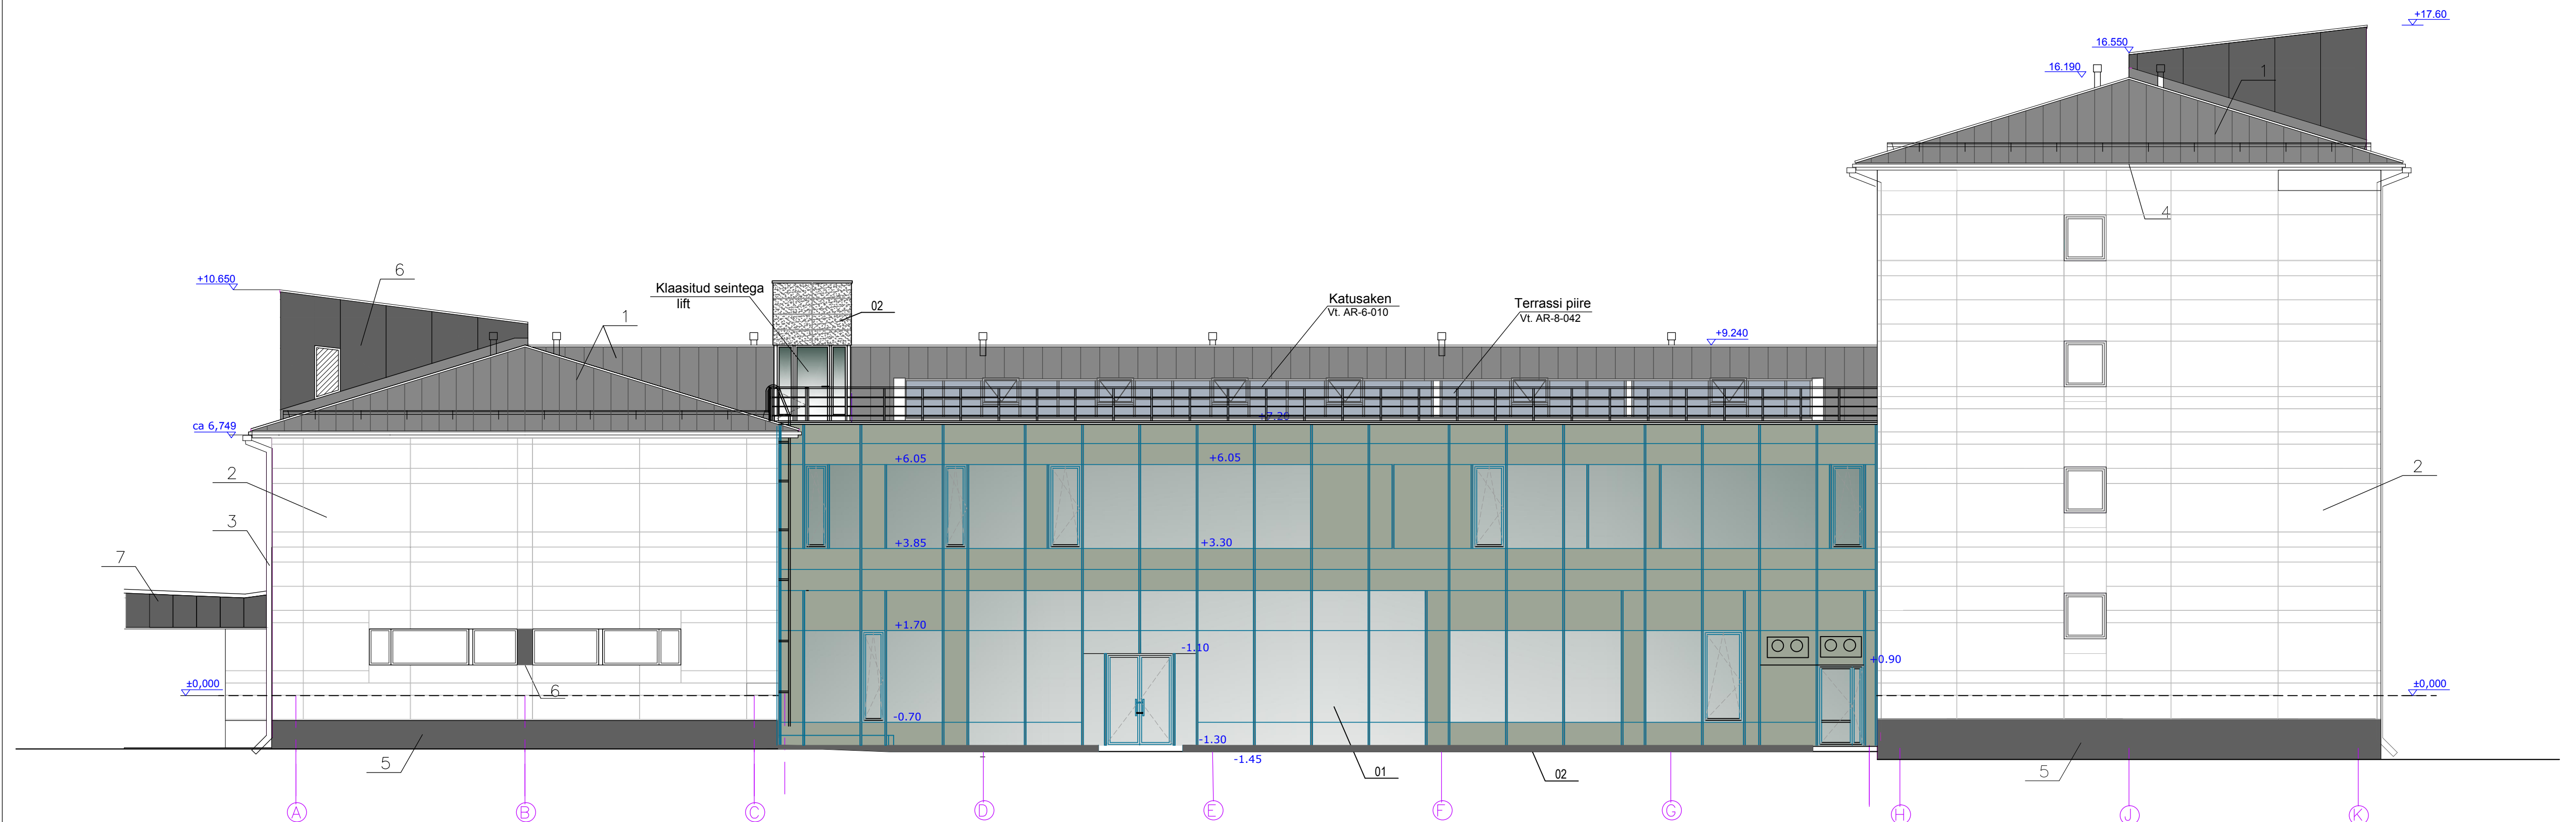 +17.60
16.550
16.190
1
4
+10.650
6
Klaasitud seintega
lift
02
1
Katusaken
Vt. AR-6-010
Terrassi piire
Vt. AR-8-042
+9.240
ca 6,749
+7.20
2
+6.05
+6.05
2
3
+3.85
+3.30
7
+1.70
-1.10
+0.90
±0,000
6
±0,000
-0.70
-1.30
-1.45
5
01
02
5
A
B
C
D
E
F
G
H
J
K